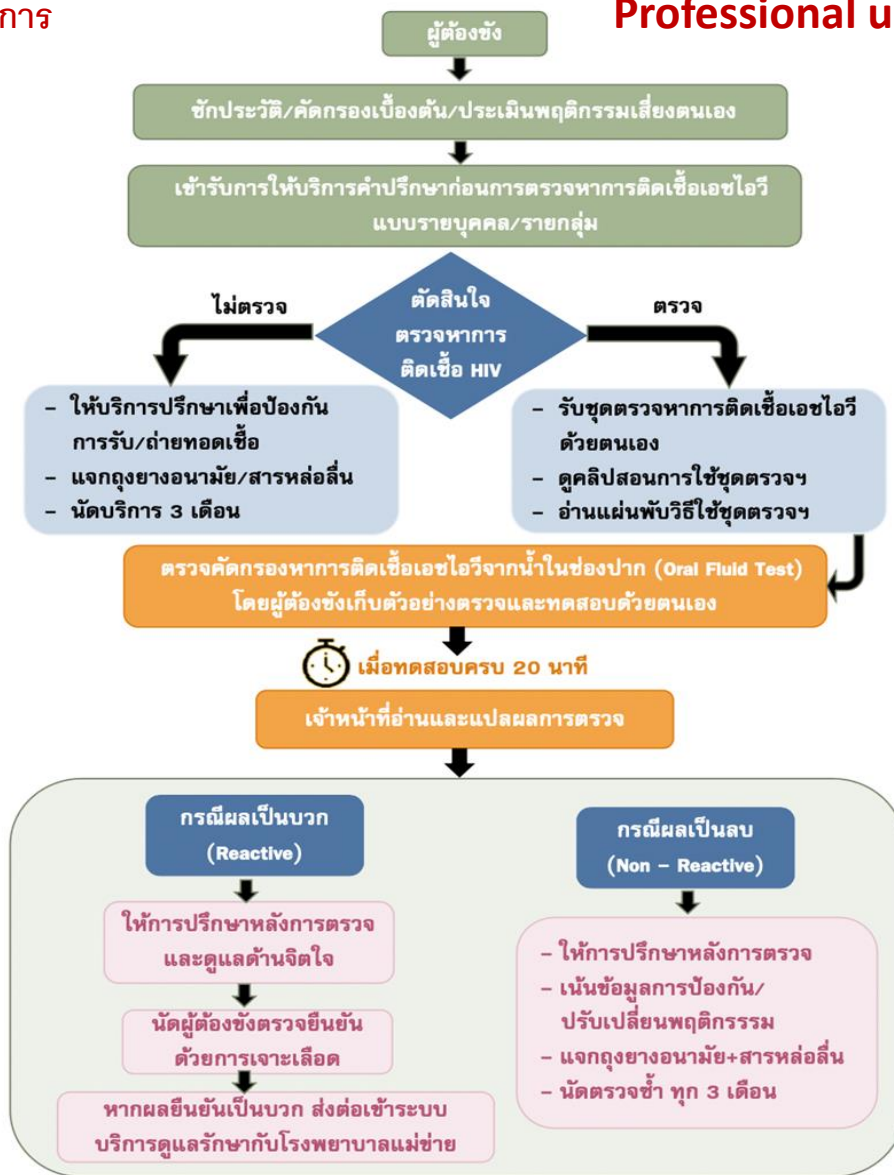 การ
Professional u
ผู้ต้องขัง
ซักประวัติ/คัดกรองเบื้องต้น/ประเมินพฤติกรรมเสี่ยงตนเอง
เข้ารับการให้บริการคำปรึกษาก่อนการตรวจหาการติดเชื้อเอชไอวี
แบบรายบุคคล/รายกลุ่ม
ไม่ตรวจ
ตัดสินใจ
ตรวจหาการ
ติดเชื้อ HIV
ตรวจ
- ให้บริการปรึกษาเพื่อป้องกัน
การรับ/ถ่ายทอดเชื้อ
- แจกถุงยางอนามัย/สารหล่อลื่น
- นัดบริการ 3 เดือน
- รับชุดตรวจหาการติดเชื้อเอชไอวี
ด้วยตนเอง
- ดูคลิปสอนการใช้ชุดตรวจฯ
- อ่านแผ่นพับวิธีใช้ชุดตรวจฯ
ตรวจคัดกรองหาการติดเชื้อเอชไอวีจากน้ำในช่องปาก (Oral Fluid Test)
โดยผู้ต้องขังเก็บตัวอย่างตรวจและทดสอบด้วยตนเอง
เมื่อทดสอบครบ 20 นาที
เจ้าหน้าที่อ่านและแปลผลการตรวจ
กรณีผลเป็นบวก
(Reactive)
ให้การปรึกษาหลังการตรวจ
และดูแลด้านจิตใจ
นัดผู้ต้องขังตรวจยืนยัน
ด้วยการเจาะเลือด
หากผลยืนยันเป็นบวก ส่งต่อเข้าระบบ
บริการดูแลรักษากับโรงพยาบาลแม่ข่าย
กรณีผลเป็นลบ
(Non - Reactive)
- ให้การปรึกษาหลังการตรวจ
- เน้นข้อมูลการป้องกัน/
ปรับเปลี่ยนพฤติกรรรม
- แจกถุงยางอนามัย+สารหล่อลื่น
- นัดตรวจซ้ำ ทุก 3 เดือน